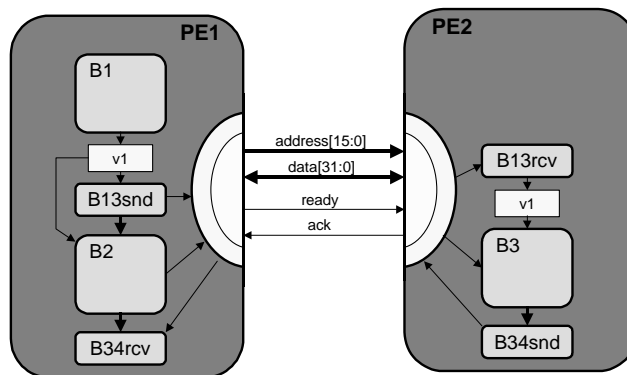 PE1
PE2
B1
v1
B13snd
B2
B34rcv
address[15:0]
data[31:0]
ready
ack
B13rcv
v1
B3
B34snd